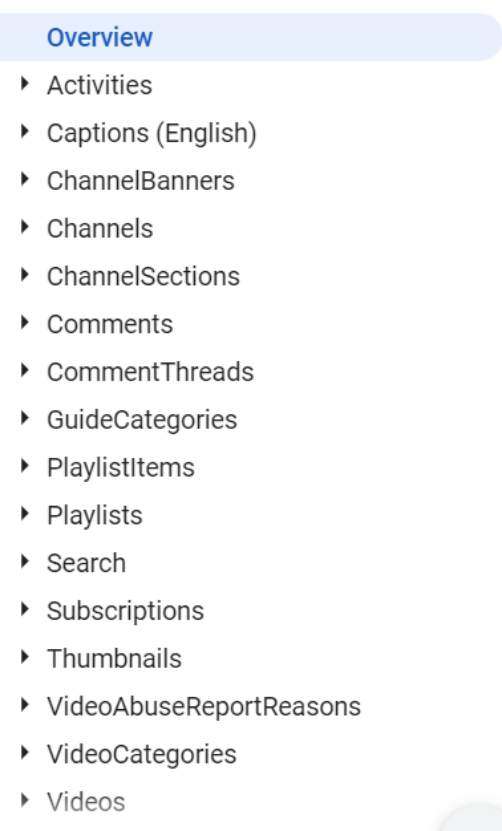 Overview
Activities
Captions (English)
ChannelBanners
Channels
ChannelSections
Comments
CommentThreads
GuideCategories
PlaylistItems
Playlists
Search
Subscriptions
Thumbnails
VideoAbuseReportReasons
VideoCategories
Videos